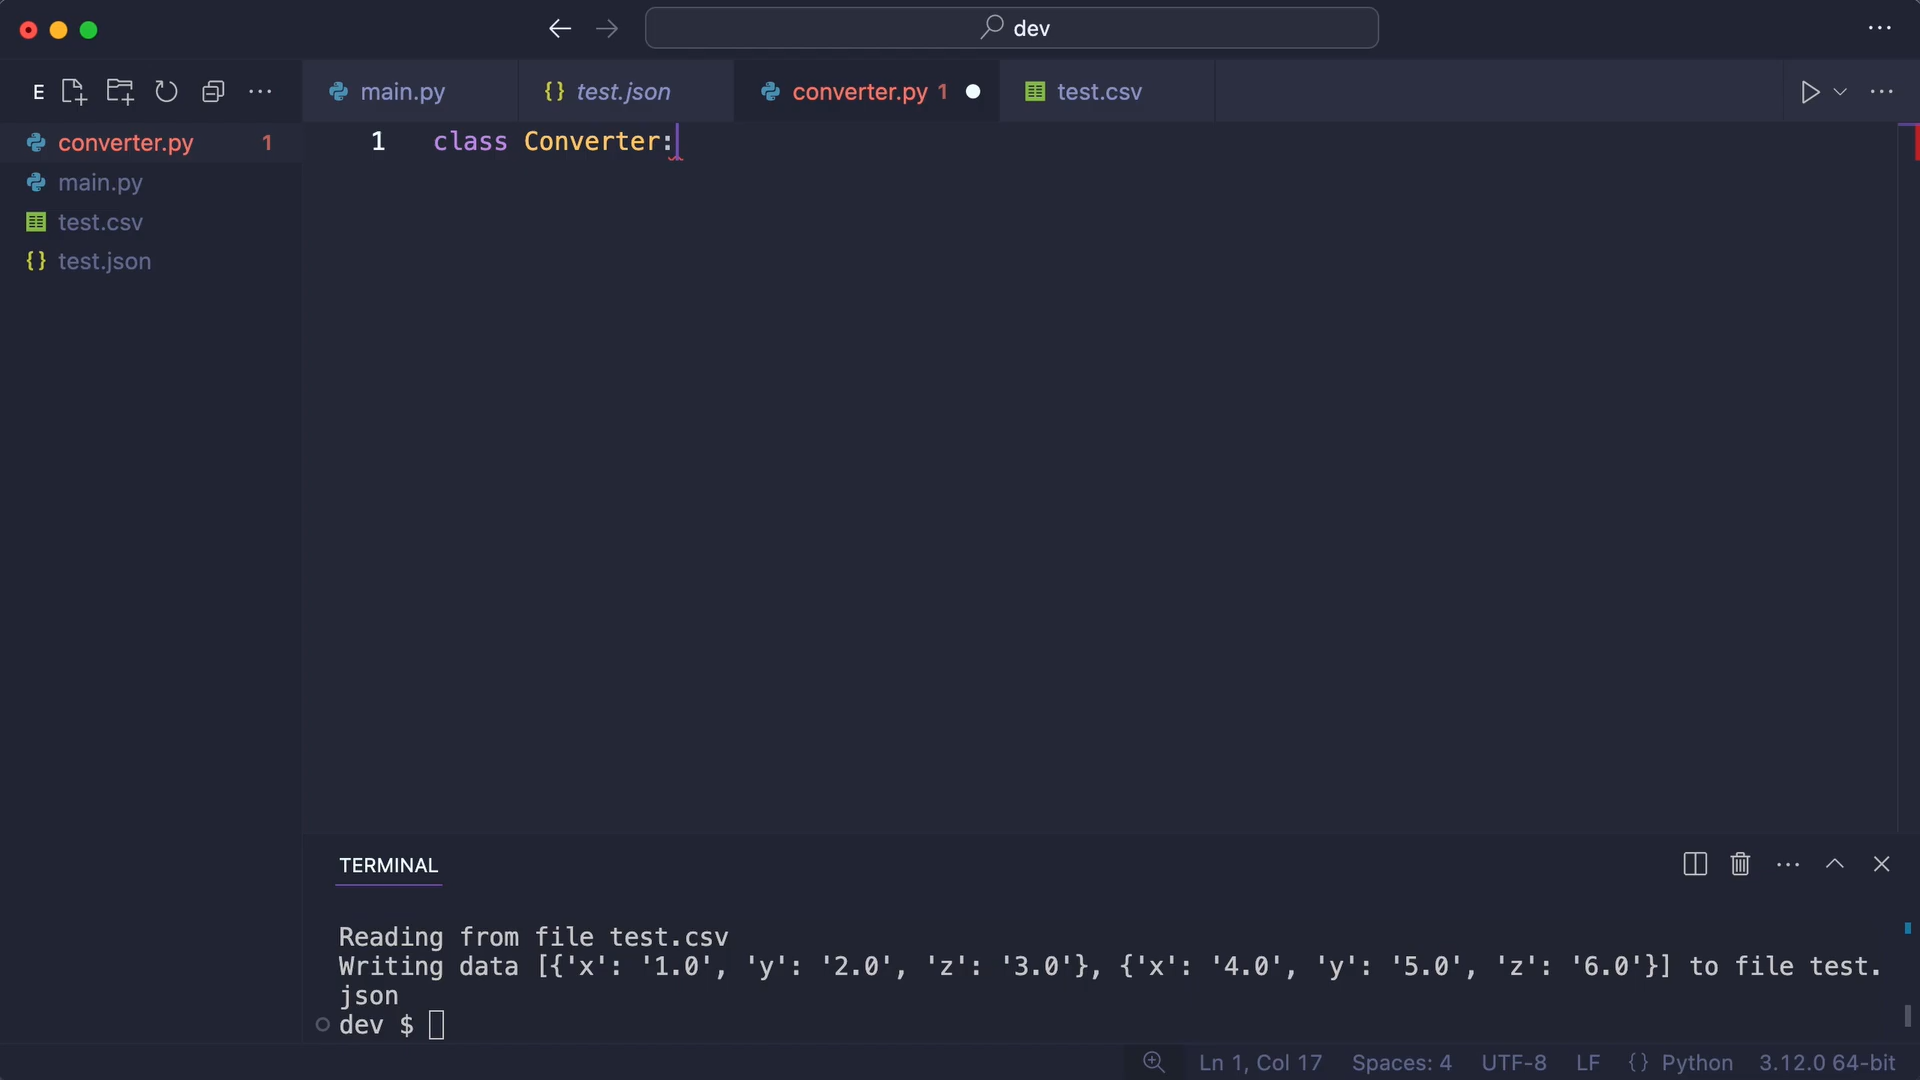 dev
E
main.py
{} test.json
converter.py 1
test.csv
converter.py 1
main.py
test.csv
{} test.json
1 class Converter:
TERMINAL
Reading from file test.csv
Writing data [{'x': '1.0', 'y': '2.0', 'z': '3.0'}, {'x': '4.0', 'y': '5.0', 'z': '6.0'}] to file test.
json
dev $
Ln 1, Col 17 Spaces: 4 UTF-8 LF {} Python 3.12.0 64-bit